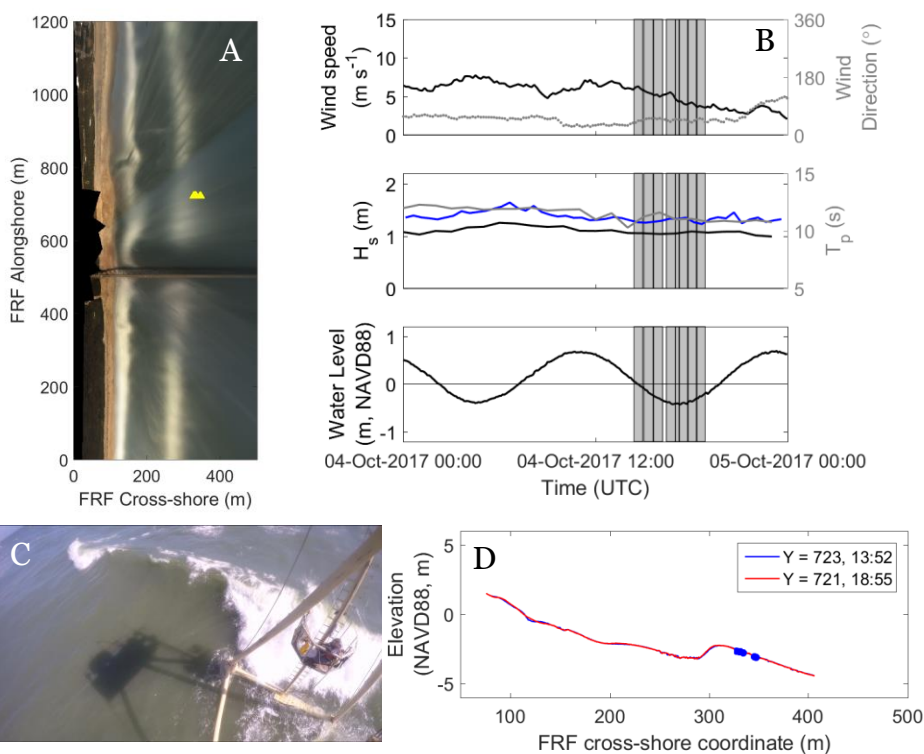 A
1200
1000
800
600
400
200
0
FRF Alongshore (m)
0 200 400
FRF Cross-shore (m)
B
Wind speed
(m s⁻¹)
15
10
5
0
360
180
0
Wind
Direction (°)
Hₛ (m)
2
1
0
15
10
5
Tₚ (s)
Water Level
(m, NAVD88)
1
0
-1
04-Oct-2017 00:00 04-Oct-2017 12:00 05-Oct-2017 00:00
Time (UTC)
C
D
Elevation
(NAVD88, m)
5
0
-5
Y = 723, 13:52
Y = 721, 18:55
100 200 300 400 500
FRF cross-shore coordinate (m)